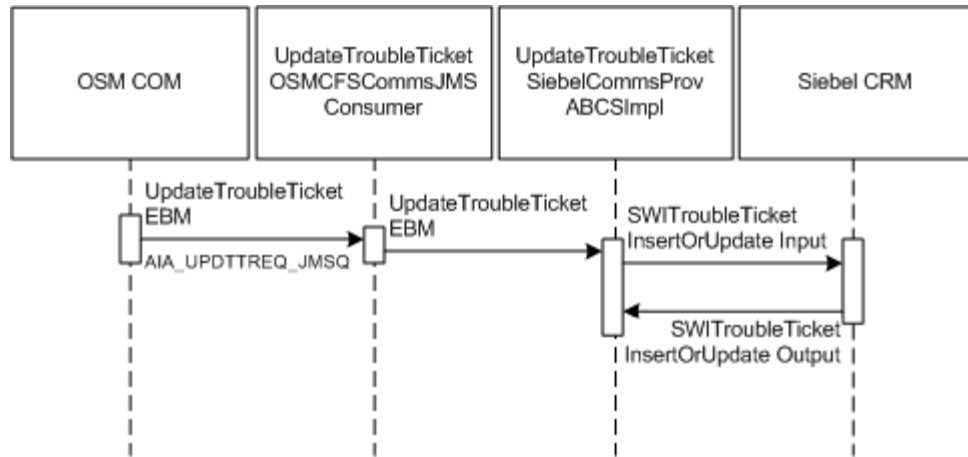 OSM COM
UpdateTroubleTicket
OSMCFSCommsJMS
Consumer
UpdateTroubleTicket
SiebelCommsProv
ABCSImpl
Siebel CRM
UpdateTroubleTicket
EBM
AIA_UPDTTREQ_JMSQ
UpdateTroubleTicket
EBM
SWITroubleTicket
InsertOrUpdate Input
SWITroubleTicket
InsertOrUpdate Output